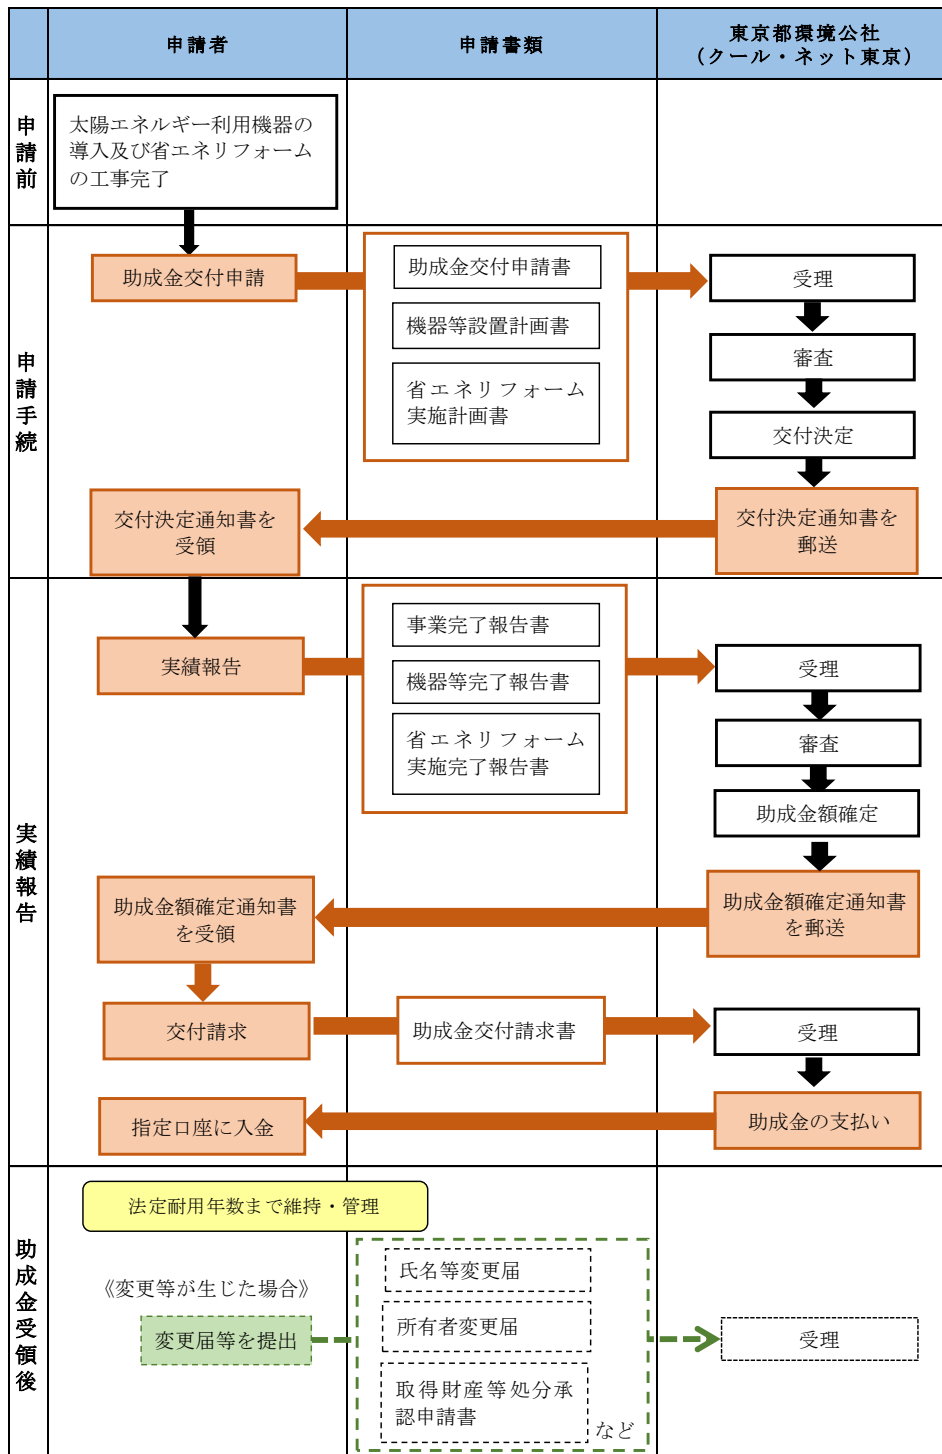 申請者
申請書類
東京都環境公社
（クール・ネット東京）
申請前
太陽エネルギー利用機器の
導入及び省エネリフォーム
の工事完了
申請手続
助成金交付申請
助成金交付申請書
機器等設置計画書
省エネリフォーム
実施計画書
受理
審査
交付決定
交付決定通知書を
郵送
交付決定通知書を
受領
実績報告
実績報告
事業完了報告書
機器等完了報告書
省エネリフォーム
実施完了報告書
受理
審査
助成金額確定
助成金額確定通知書
を郵送
助成金額確定通知書
を受領
交付請求
助成金交付請求書
受理
助成金の支払い
指定口座に入金
助成金受領後
法定耐用年数まで維持・管理
《変更等が生じた場合》
変更届等を提出
氏名等変更届
所有者変更届
取得財産等処分承
認申請書
など
受理